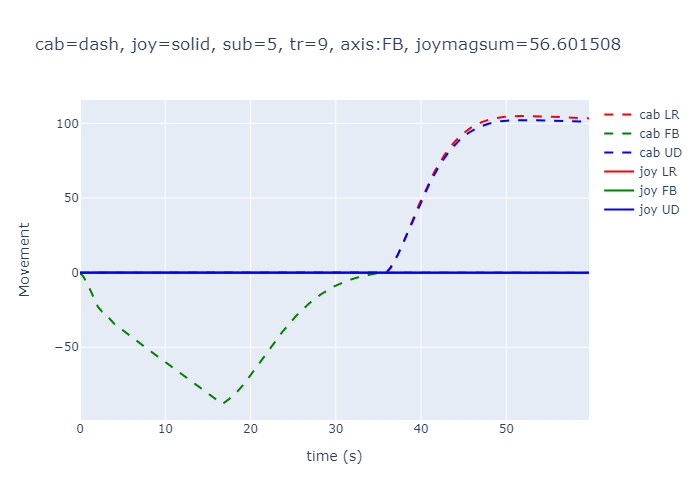 cab=dash, joy=solid, sub=5, tr=9, axis:FB, joymagsum=56.601508
100
50
0
−50
Movement
0
10
20
30
40
50
time (s)
cab LR
cab FB
cab UD
joy LR
joy FB
joy UD